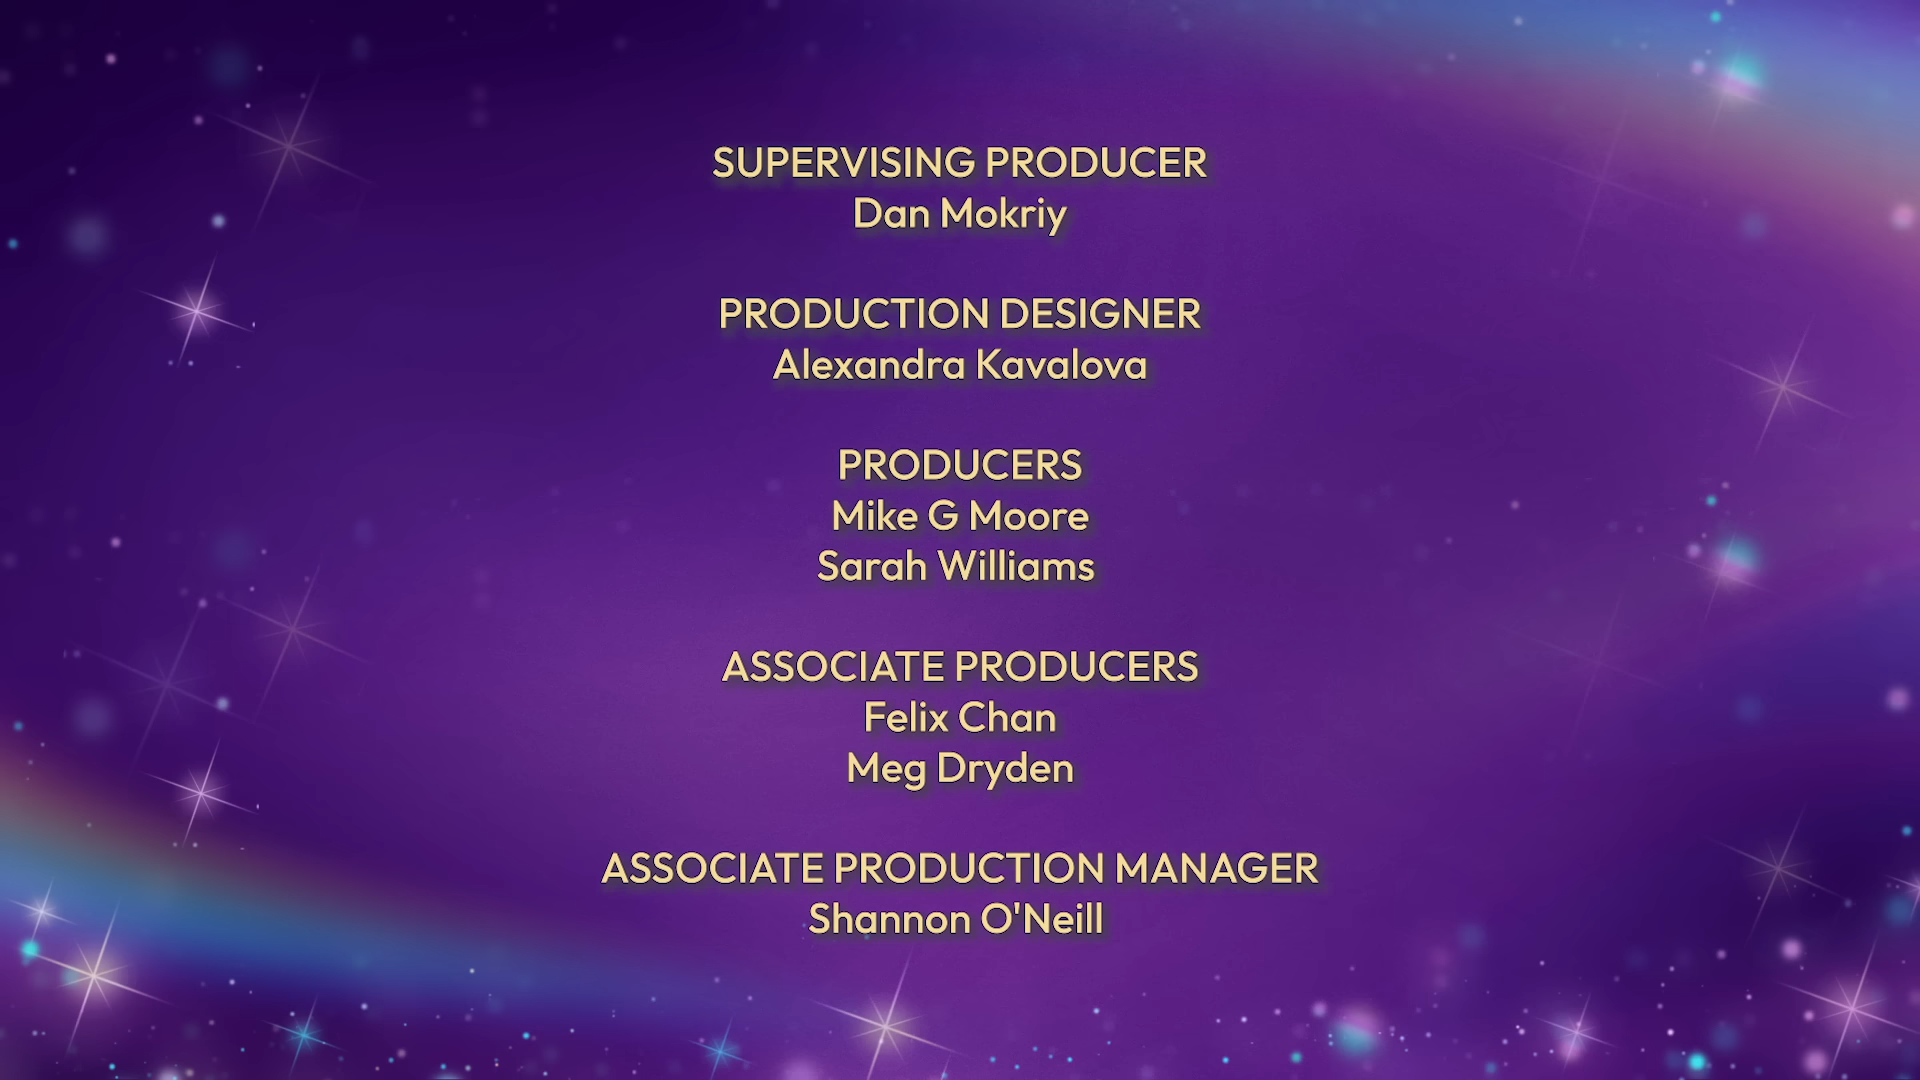 SUPERVISING PRODUCER
Dan Mokriy
PRODUCTION DESIGNER
Alexandra Kavalova
PRODUCERS
Mike G Moore
Sarah Williams
ASSOCIATE PRODUCERS
Felix Chan
Meg Dryden
ASSOCIATE PRODUCTION MANAGER
Shannon O'Neill